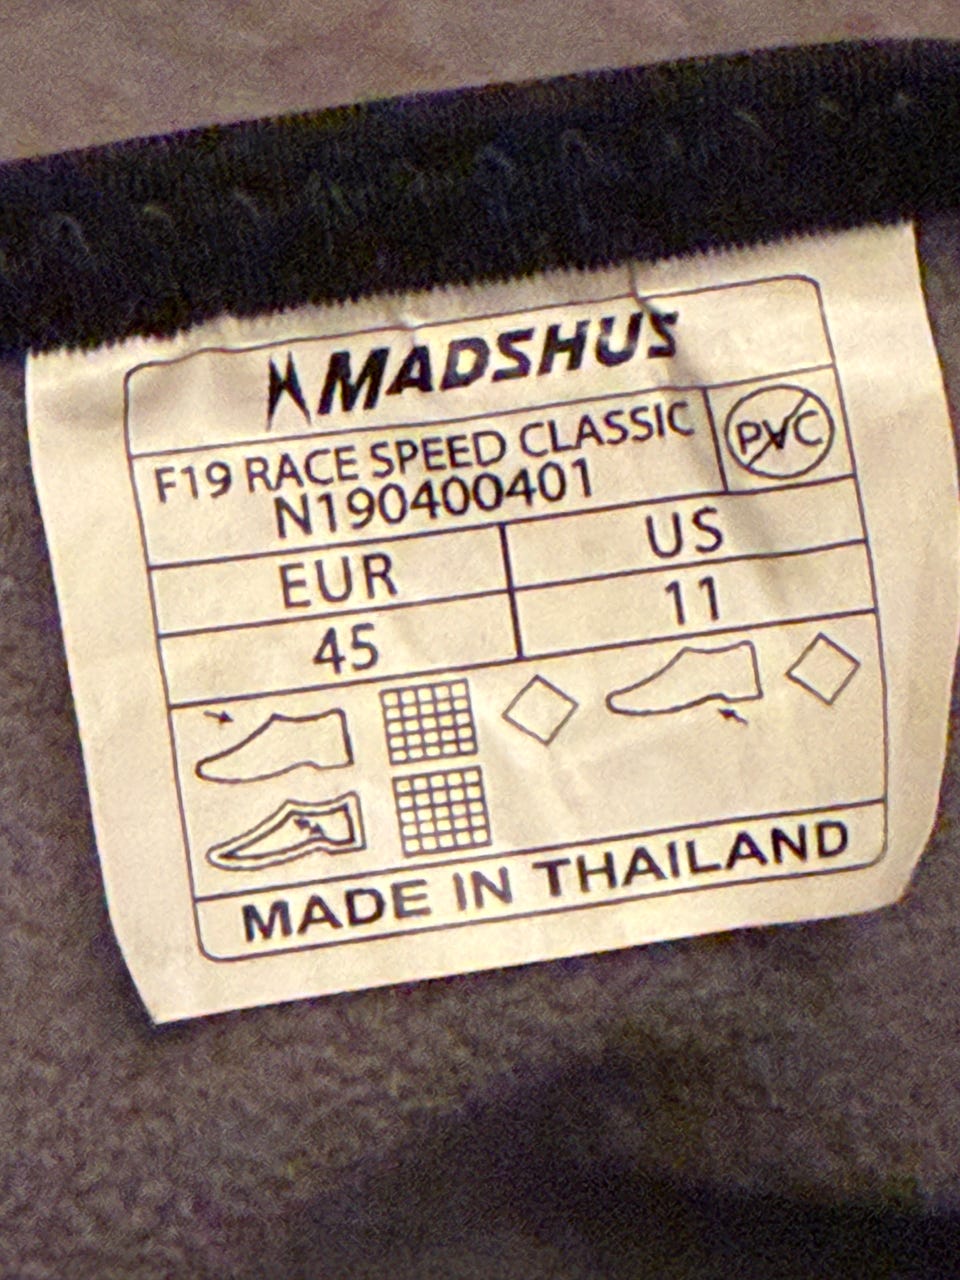 MADSHUS
F19 RACE SPEED CLASSIC
N190400401
PVC
EUR
US
45
11
MADE IN THAILAND